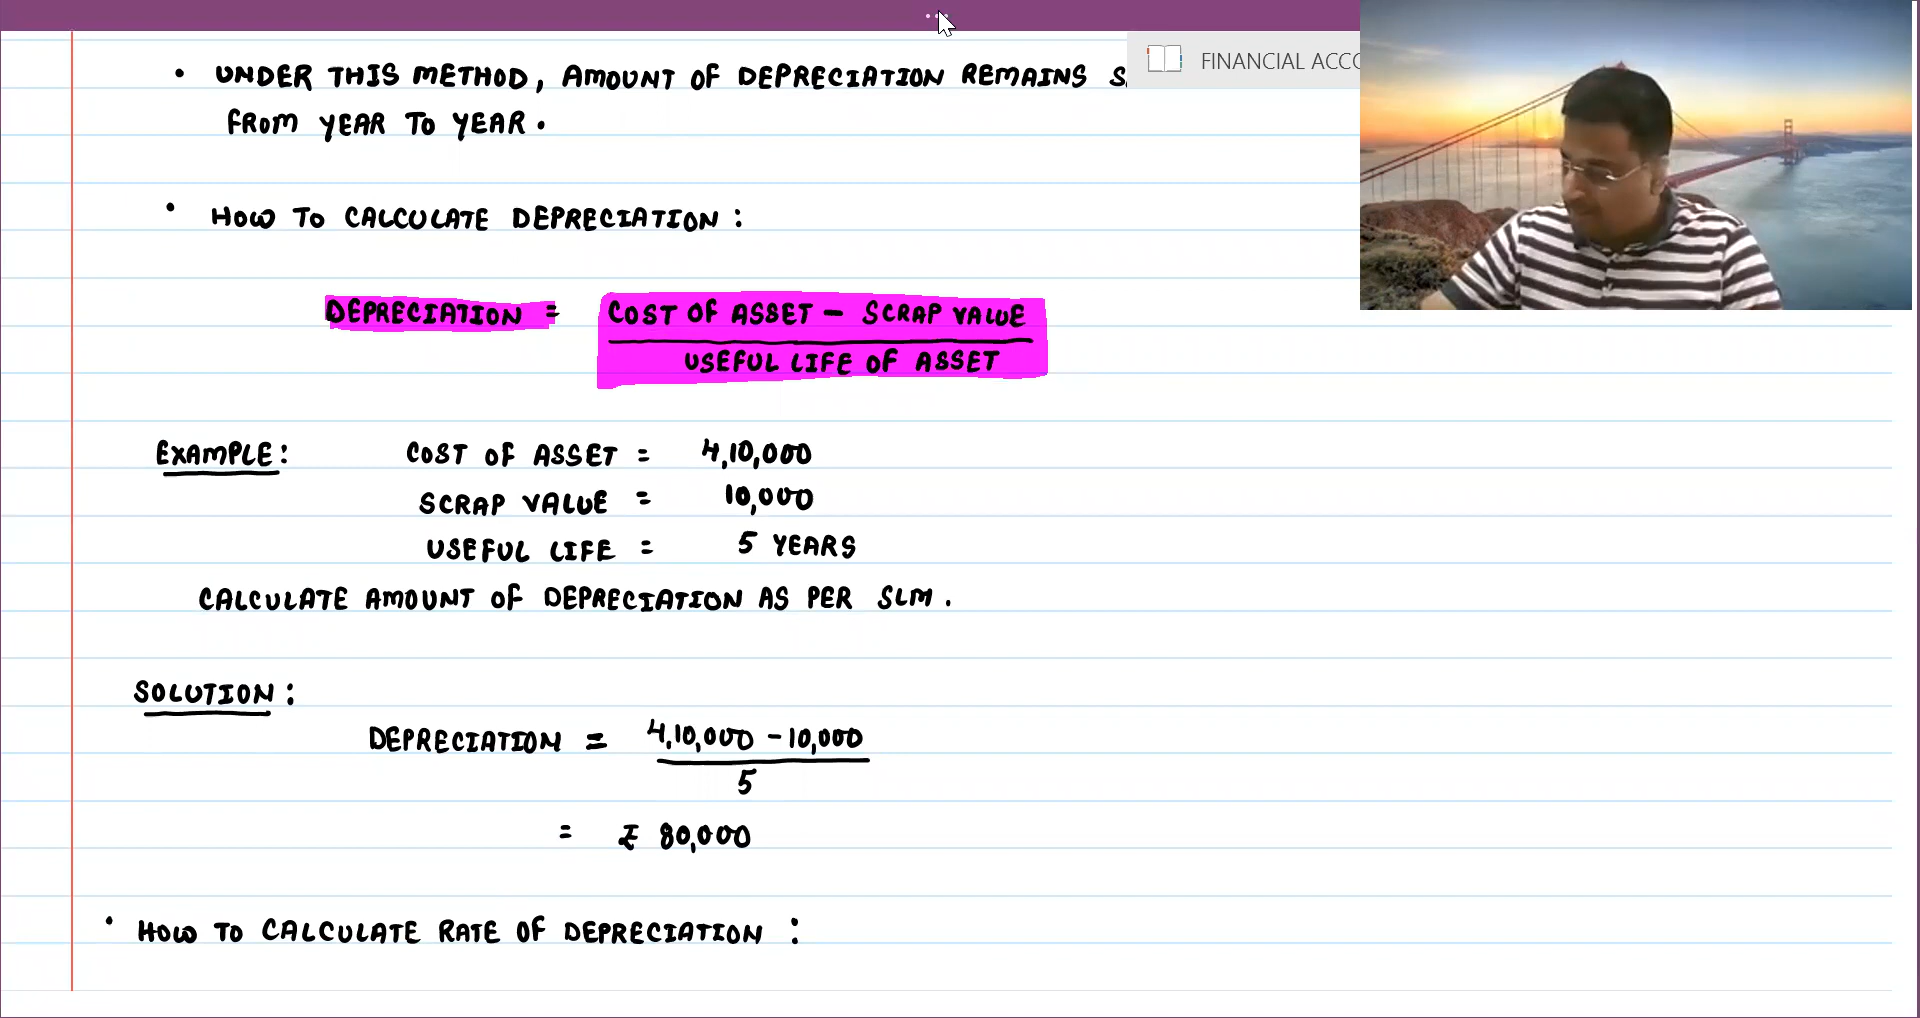 • UNDER THIS METHOD, AMOUNT OF DEPRECIATION REMAINS
FINANCIAL ACCO
FROM YEAR TO YEAR.
• HOW TO CALCULATE DEPRECIATION:
DEPRECIATION = COST OF ASSET - SCRAP VALUE
USEFUL LIFE OF ASSET
EXAMPLE: COST OF ASSET = 4,10,000
SCRAP VALUE = 10,000
USEFUL LIFE = 5 YEARS
CALCULATE AMOUNT OF DEPRECIATION AS PER SLM.
SOLUTION:
DEPRECIATION = 4,10,000 - 10,000
5
= ₹ 80,000
• HOW TO CALCULATE RATE OF DEPRECIATION :